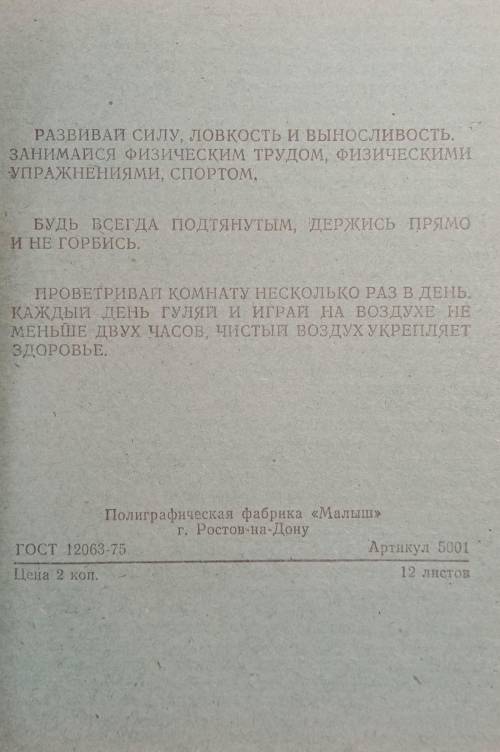 РАЗВИВАЙ СИЛУ, ЛОВКОСТЬ И ВЫНОСЛИВОСТЬ.
ЗАНИМАЙСЯ ФИЗИЧЕСКИМ ТРУДОМ, ФИЗИЧЕСКИМИ
УПРАЖНЕНИЯМИ, СПОРТОМ,
БУДЬ ВСЕГДА ПОДТЯНУТЫМ, ДЕРЖИСЬ ПРЯМО
И НЕ ГОРБИСЬ.
ПРОВЕТРИВАЙ КОМНАТУ НЕСКОЛЬКО РАЗ В ДЕНЬ.
КАЖДЫЙ ДЕНЬ ГУЛЯЙ И ИГРАЙ НА ВОЗДУХЕ НЕ
МЕНЬШЕ ДВУХ ЧАСОВ, ЧИСТЫЙ ВОЗДУХ УКРЕПЛЯЕТ
ЗДОРОВЬЕ.
Полиграфическая фабрика «Малыш»
г. Ростов-на-Дону
ГОСТ 12063-75 Артикул 5001
Цена 2 коп. 12 листов